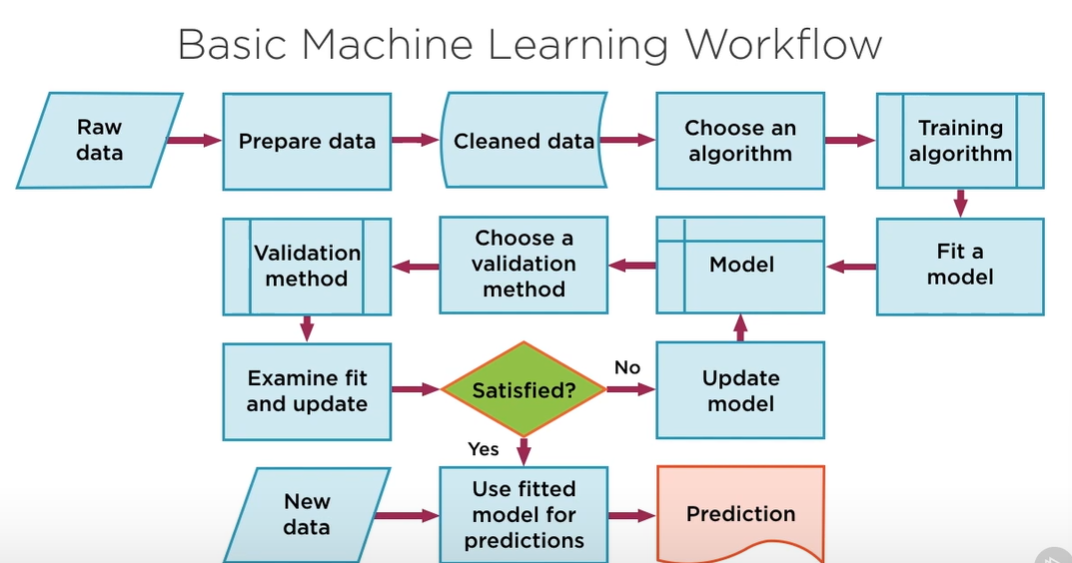 Basic Machine Learning Workflow
Raw
data
Prepare data
Cleaned data
Choose an
algorithm
Training
algorithm
Validation
method
Choose a
validation
method
Model
Fit a
model
Examine fit
and update
Satisfied?
No
Update
model
Yes
New
data
Use fitted
model for
predictions
Prediction